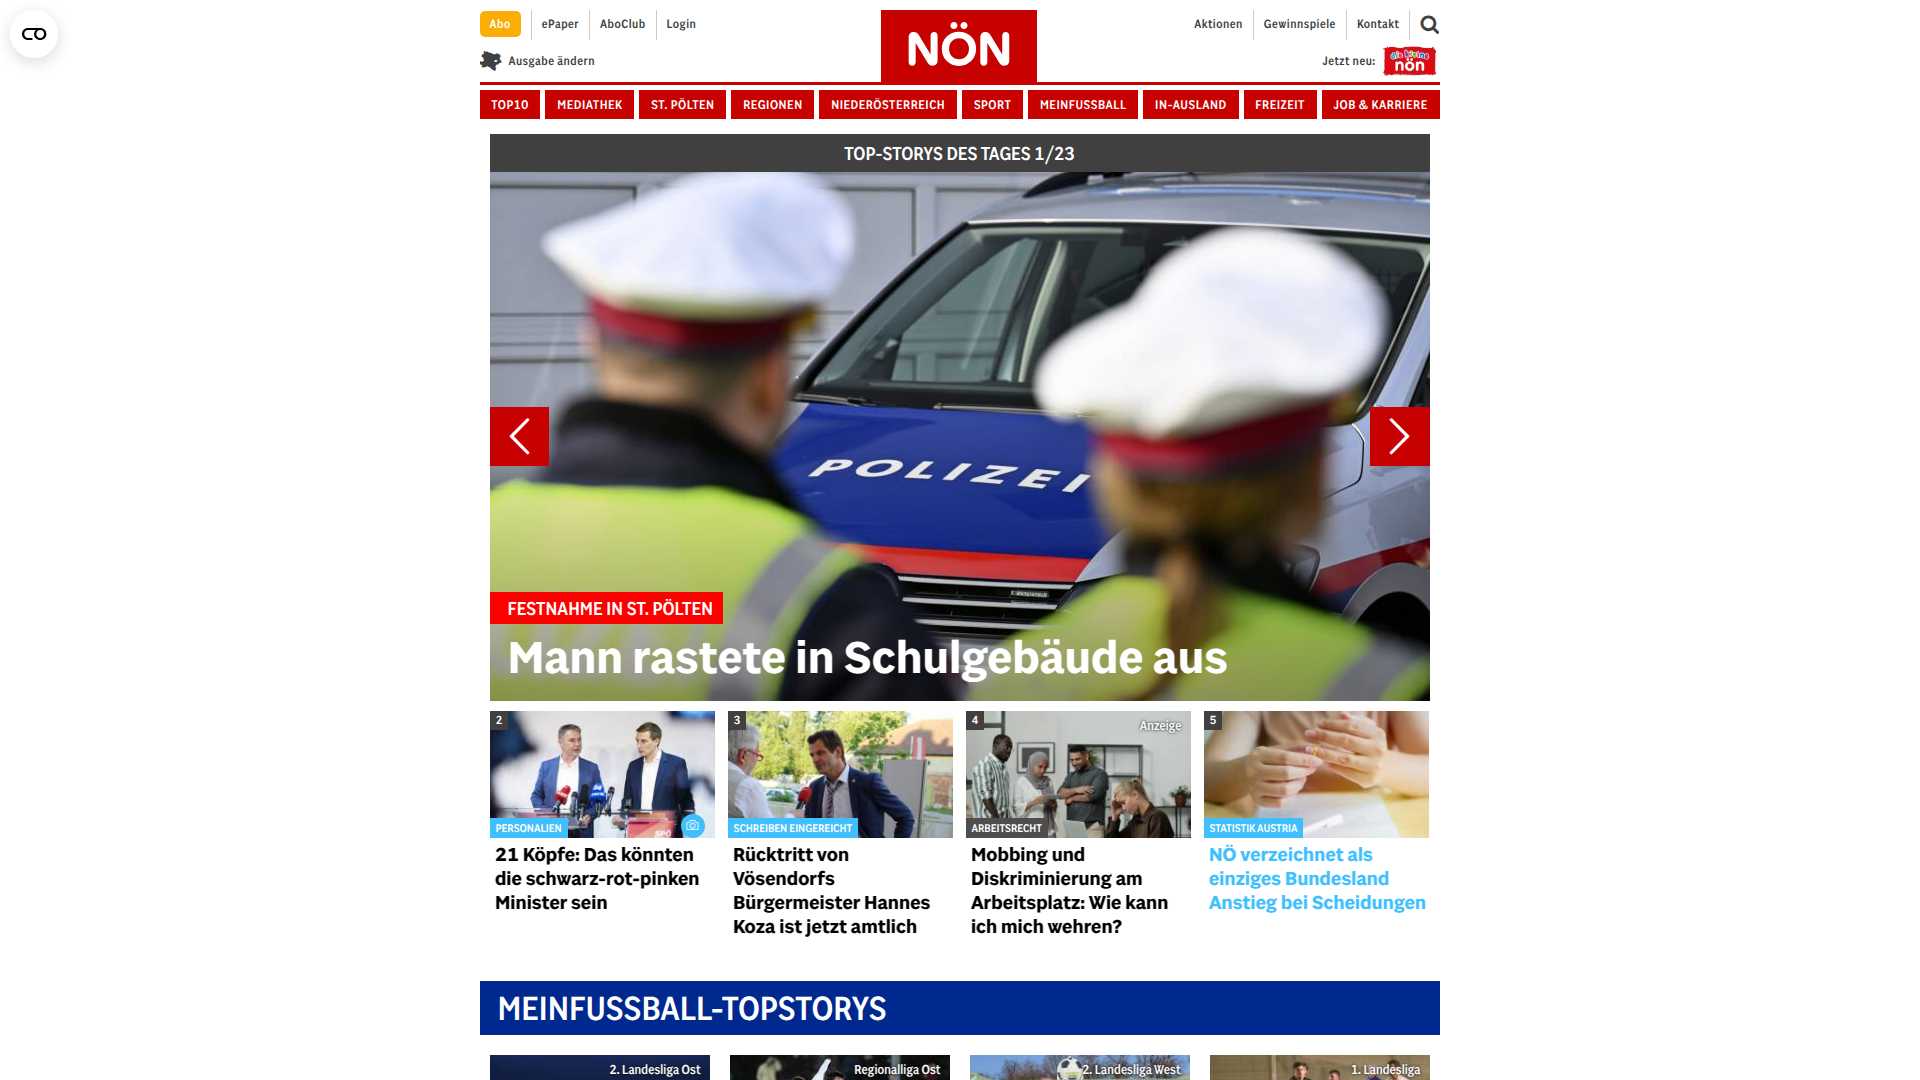 Abo
ePaper
AboClub
Login
NÖN
Aktionen
Gewinnspiele
Kontakt
Ausgabe ändern
Jetzt neu:
die kleine
nön
TOP10
MEDIATHEK
ST. PÖLTEN
REGIONEN
NIEDERÖSTERREICH
SPORT
MEINFUSSBALL
IN-AUSLAND
FREIZEIT
JOB & KARRIERE
TOP-STORYS DES TAGES 1/23
POLIZEI
FESTNAHME IN ST. PÖLTEN
Mann rastete in Schulgebäude aus
2
SPÖ
PERSONALIEN
21 Köpfe: Das könnten
die schwarz-rot-pinken
Minister sein
3
SCHREIBEN EINGEREICHT
Rücktritt von
Vösendorfs
Bürgermeister Hannes
Koza ist jetzt amtlich
4
Anzeige
ARBEITSRECHT
Mobbing und
Diskriminierung am
Arbeitsplatz: Wie kann
ich mich wehren?
5
STATISTIK AUSTRIA
NÖ verzeichnet als
einziges Bundesland
Anstieg bei Scheidungen
MEINFUSSBALL-TOPSTORYS
2. Landesliga Ost
Regionalliga Ost
2. Landesliga West
1. Landesliga